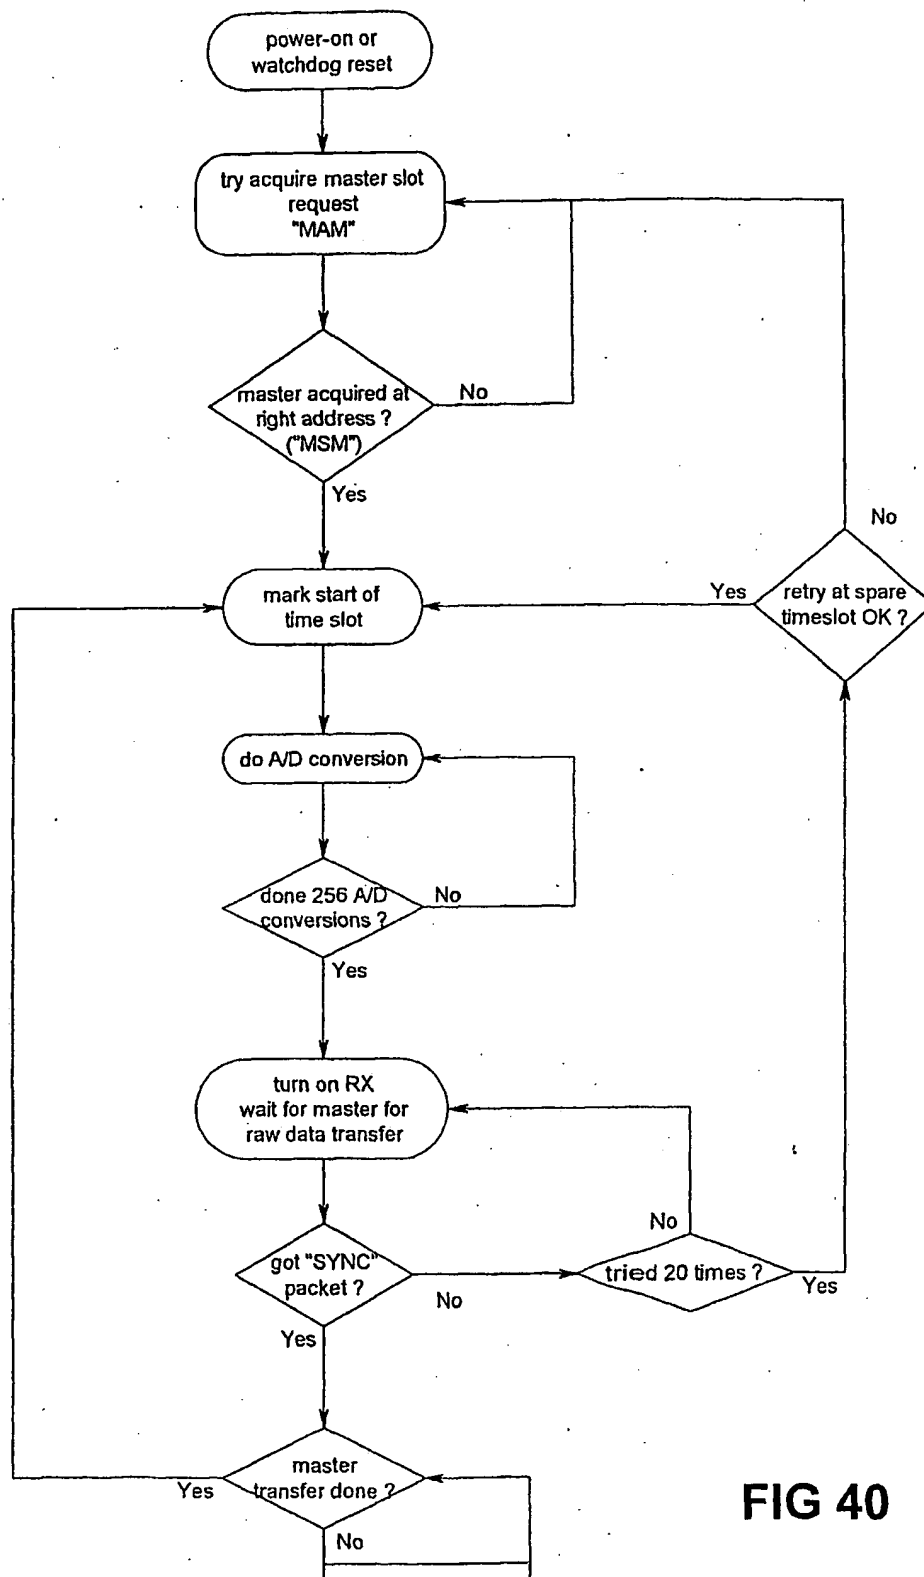 power-on or
watchdog reset
try acquire master slot
request
"MAM"
master acquired at
right address ?
("MSM")
No
Yes
No
mark start of
time slot
Yes
retry at spare
timeslot OK ?
do A/D conversion
done 256 A/D
conversions ?
No
Yes
turn on RX
wait for master for
raw data transfer
No
got "SYNC"
packet ?
No
tried 20 times ?
Yes
Yes
master
transfer done ?
Yes
No
FIG 40